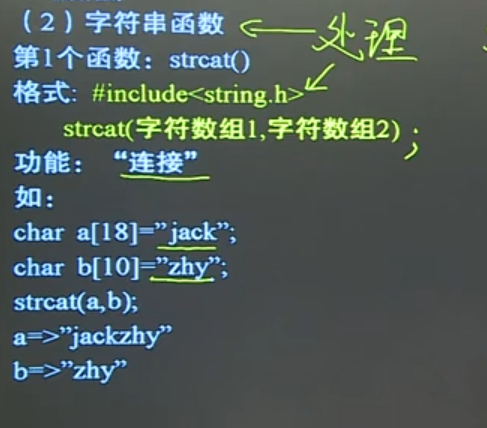 （2）字符串函数 处理
第1个函数：strcat()
格式: #include<string.h>
strcat(字符数组1,字符数组2) ;
功能： “连接”
如：
char a[18]=”jack”;
char b[10]=”zhy”;
strcat(a,b);
a=>”jackzhy”
b=>”zhy”